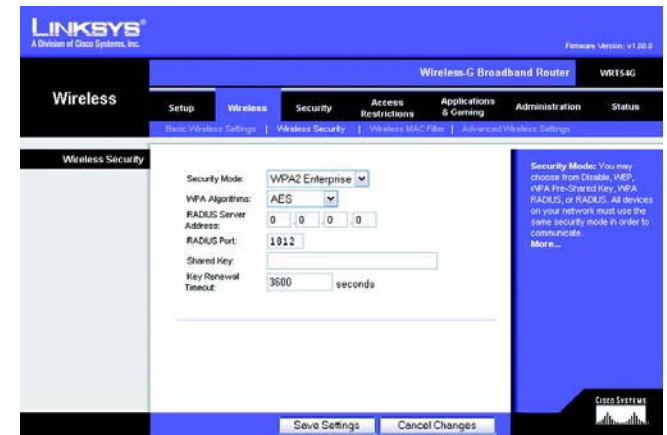 LINKSYS®
A Division of Cisco Systems, Inc.
Firmware Version: v1.00.0
Wireless-G Broadband Router WRT54G
Wireless
Setup Wireless Security Access Restrictions Applications & Gaming Administration Status
Basic Wireless Settings | Wireless Security | Wireless MAC Filter | Advanced Wireless Settings
Wireless Security
Security Mode: WPA2 Enterprise
WPA Algorithms: AES
RADIUS Server Address: 0 . 0 . 0 . 0
RADIUS Port: 1812
Shared Key:
Key Renewal Timeout: 3600 seconds
Security Mode: You may
choose from Disable, WEP,
WPA Pre-Shared Key, WPA
RADIUS, or RADIUS. All devices
on your network must use the
same security mode in order to
communicate.
More...
Save Settings Cancel Changes
CISCO SYSTEMS